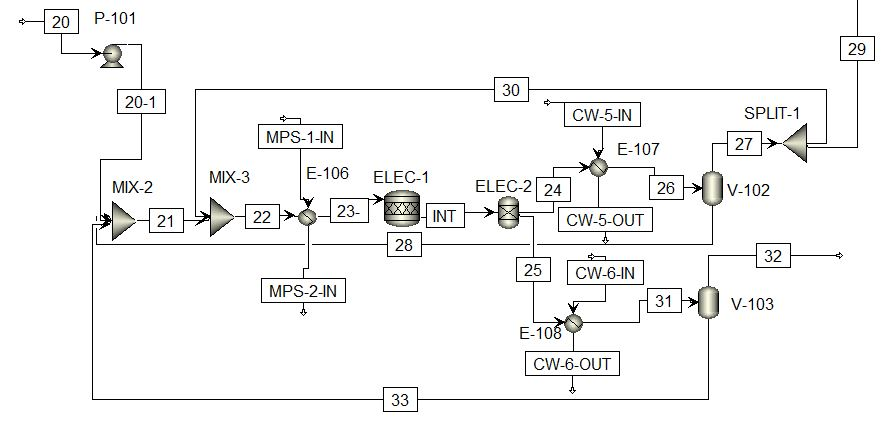 20
P-101
20-1
30
29
SPLIT-1
CW-5-IN
MPS-1-IN
27
E-107
E-106
ELEC-1
MIX-2
MIX-3
ELEC-2
24
26
V-102
21
22
23-
INT
CW-5-OUT
28
32
25
CW-6-IN
MPS-2-IN
31
V-103
E-108
CW-6-OUT
33